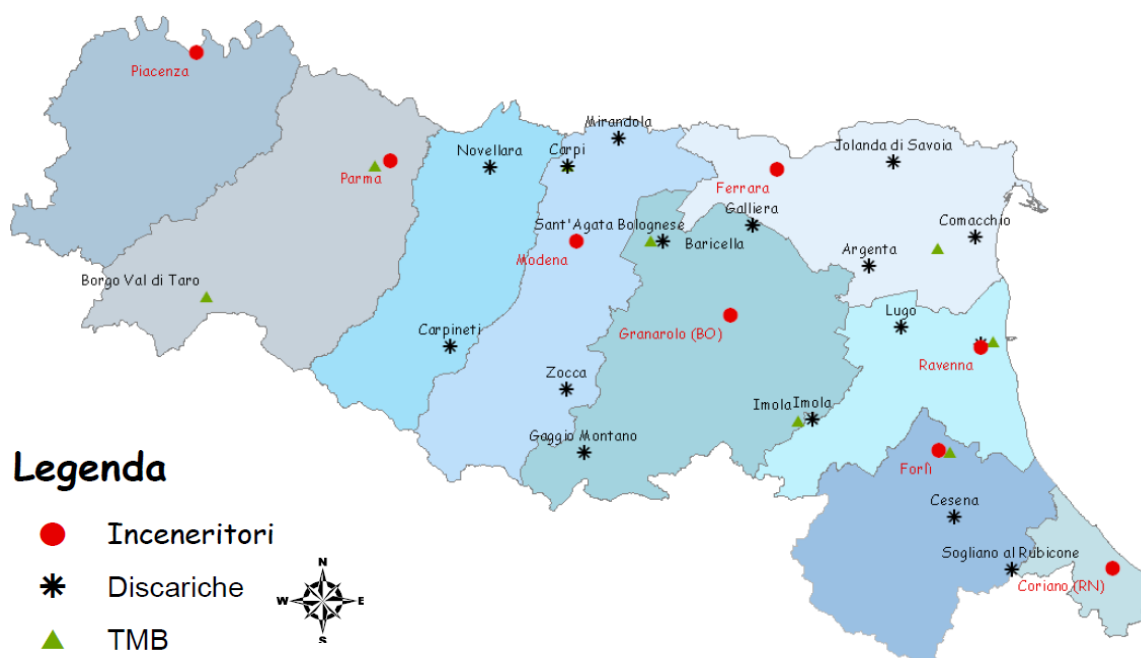 Piacenza
Mirandola
Novellara
Carpi
Jolanda di Savoia
Parma
Ferrara
Galliera
Sant'Agata Bolognese
Comacchio
Baricella
Modena
Argenta
Borgo Val di Taro
Lugo
Carpineti
Granarolo (BO)
Ravenna
Zocca
Imola
Imola
Gaggio Montano
Forlì
Cesena
Sogliano al Rubicone
Coriano (RN)
Legenda
Inceneritori
Discariche
TMB
N
W
E
S